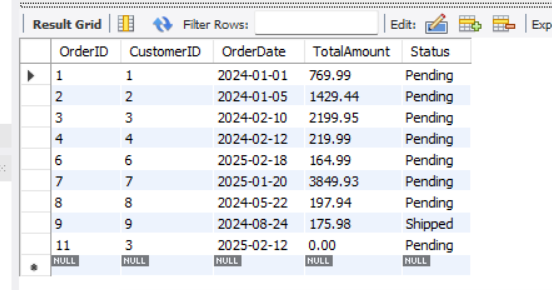 Result Grid Filter Rows: Edit: Exp
OrderID CustomerID OrderDate TotalAmount Status
1 1 2024-01-01 769.99 Pending
2 2 2024-01-05 1429.44 Pending
3 3 2024-02-10 2199.95 Pending
4 4 2024-02-12 219.99 Pending
6 6 2025-02-18 164.99 Pending
7 7 2025-01-20 3849.93 Pending
8 8 2024-05-22 197.94 Pending
9 9 2024-08-24 175.98 Shipped
11 3 2025-02-12 0.00 Pending
NULL NULL NULL NULL NULL